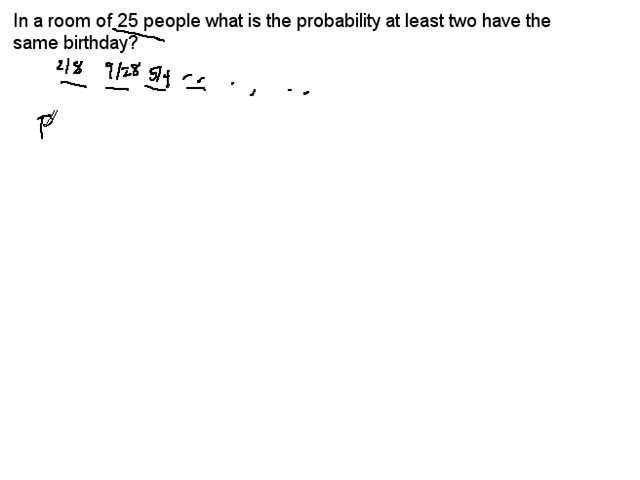 In a room of 25 people what is the probability at least two have the
same birthday?
2/8 9/28 5/4
P